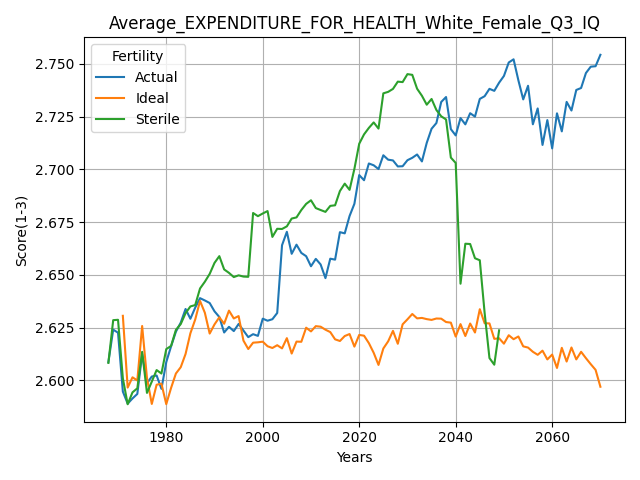 Average_EXPENDITURE_FOR_HEALTH_White_Female_Q3_IQ
Fertility
Actual
Ideal
Sterile
Score(1-3)
2.750
2.725
2.700
2.675
2.650
2.625
2.600
1980 2000 2020 2040 2060
Years